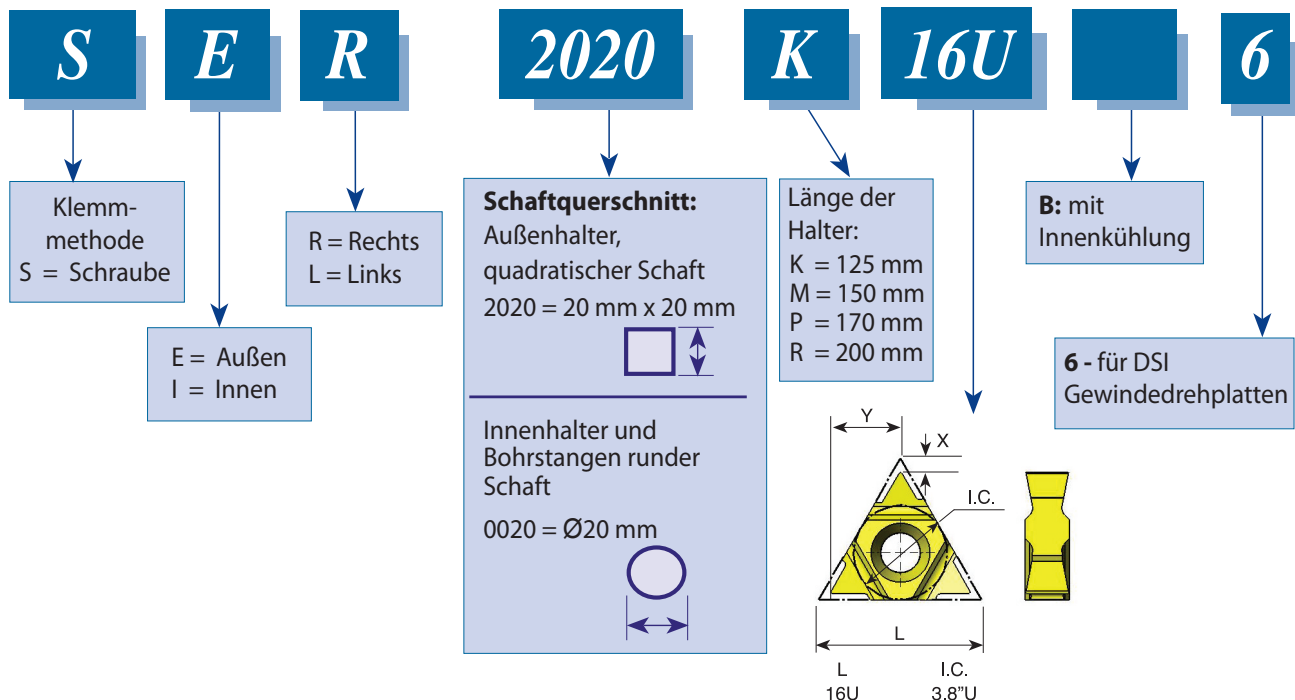 S E R 2020 K 16U 6
Klemm-
methode
S = Schraube
E = Außen
I = Innen
R = Rechts
L = Links
Schaftquerschnitt:
Außenhalter,
quadratischer Schaft
2020 = 20 mm x 20 mm
Innenhalter und
Bohrstangen runder
Schaft
0020 = Ø20 mm
Länge der
Halter:
K = 125 mm
M = 150 mm
P = 170 mm
R = 200 mm
B: mit
Innenkühlung
6 - für DSI
Gewindedrehplatten
Y
X
I.C.
L
L I.C.
16U 3.8”U